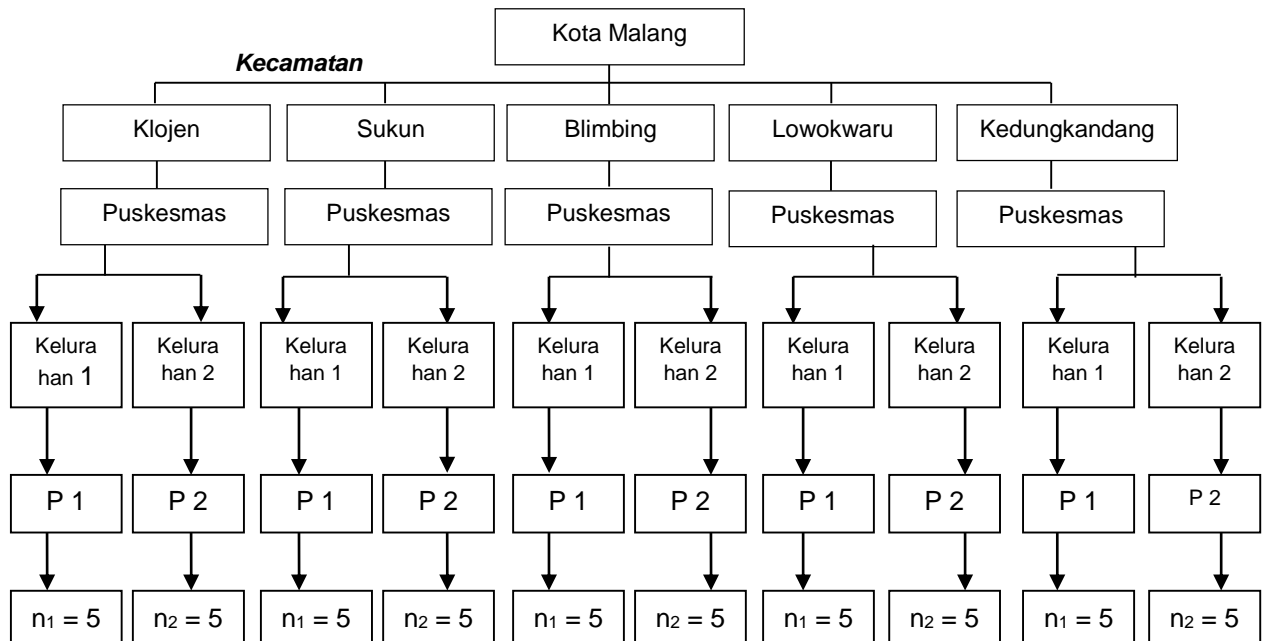 Kota Malang
Kecamatan
Klojen
Sukun
Blimbing
Lowokwaru
Kedungkandang
Puskesmas
Puskesmas
Puskesmas
Puskesmas
Puskesmas
Kelura
han 1
Kelura
han 2
Kelura
han 1
Kelura
han 2
Kelura
han 1
Kelura
han 2
Kelura
han 1
Kelura
han 2
Kelura
han 1
Kelura
han 2
P 1
P 2
P 1
P 2
P 1
P 2
P 1
P 2
P 1
P 2
n₁ = 5
n₂ = 5
n₁ = 5
n₂ = 5
n₁ = 5
n₂ = 5
n₁ = 5
n₂ = 5
n₁ = 5
n₂ = 5